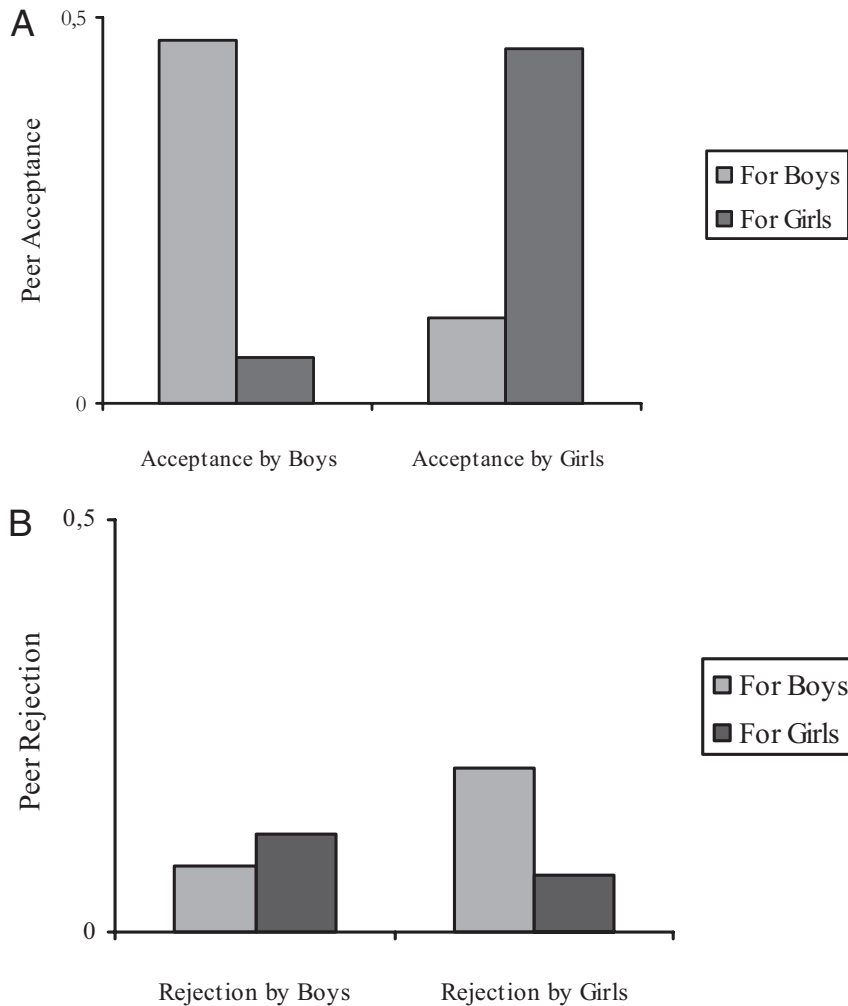 A
0,5
Peer Acceptance
0
For Boys
For Girls
Acceptance by Boys
Acceptance by Girls
B
0,5
Peer Rejection
0
For Boys
For Girls
Rejection by Boys
Rejection by Girls